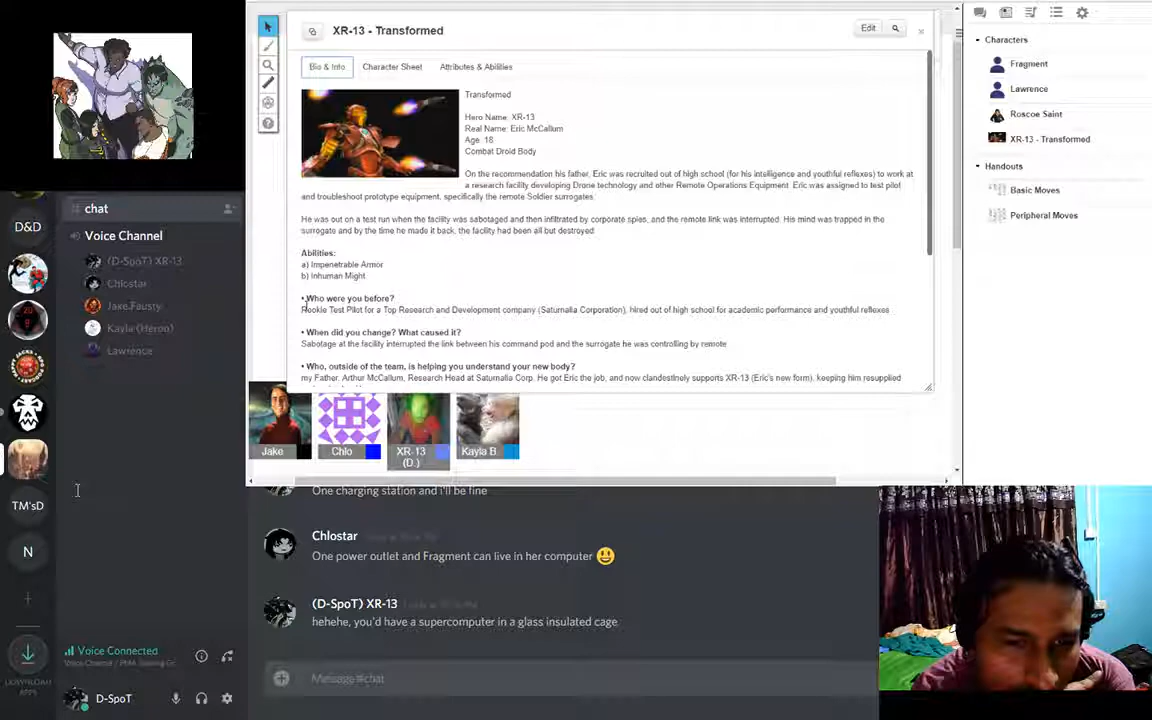 XR-13 - Transformed
Edit
Bio & Info
Character Sheet
Attributes & Abilities
Transformed
Hero Name: XR-13
Real Name: Eric McCallum
Age 18
Combat Droid Body
On the recommendation his father, Eric was recruited out of high school (for his intelligence and youthful reflexes) to work at
a research facility developing Drone technology and other Remote Operations Equipment. Eric was assigned to test pilot
and troubleshoot prototype equipment, specifically the remote Soldier surrogates.
He was out on a test run when the facility was sabotaged and then infiltrated by corporate spies, and the remote link was interrupted. His mind was trapped in the
surrogate and by the time he made it back, the facility had been all but destroyed
Abilities:
a) Impenetrable Armor
b) Inhuman Might
• Who were you before?
Rookie Test Pilot for a Top Research and Development company (Saturnalia Corporation), hired out of high school for academic performance and youthful reflexes
• When did you change? What caused it?
Sabotage at the facility interrupted the link between his command pod and the surrogate he was controlling by remote
• Who, outside of the team, is helping you understand your new body?
my Father, Arthur McCallum, Research Head at Saturnalia Corp. He got Eric the job, and now clandestinely supports XR-13 (Eric's new form), keeping him resupplied
Characters
Fragment
Lawrence
Roscoe Saint
XR-13 - Transformed
Handouts
Basic Moves
Peripheral Moves
chat
Voice Channel
(D-SpoT) XR-13
Chlostar
Jake Fausty
Kayla (Heroo)
Lawrence
D&D
TM'sD
N
DOWNLOAD
APPS
Voice Connected
D-SpoT
Jake
Chlo
XR-13
(D.)
Kayla B.
One charging station and i'll be fine
Chlostar
One power outlet and Fragment can live in her computer 😃
(D-SpoT) XR-13
hehehe, you'd have a supercomputer in a glass insulated cage.
Message #chat